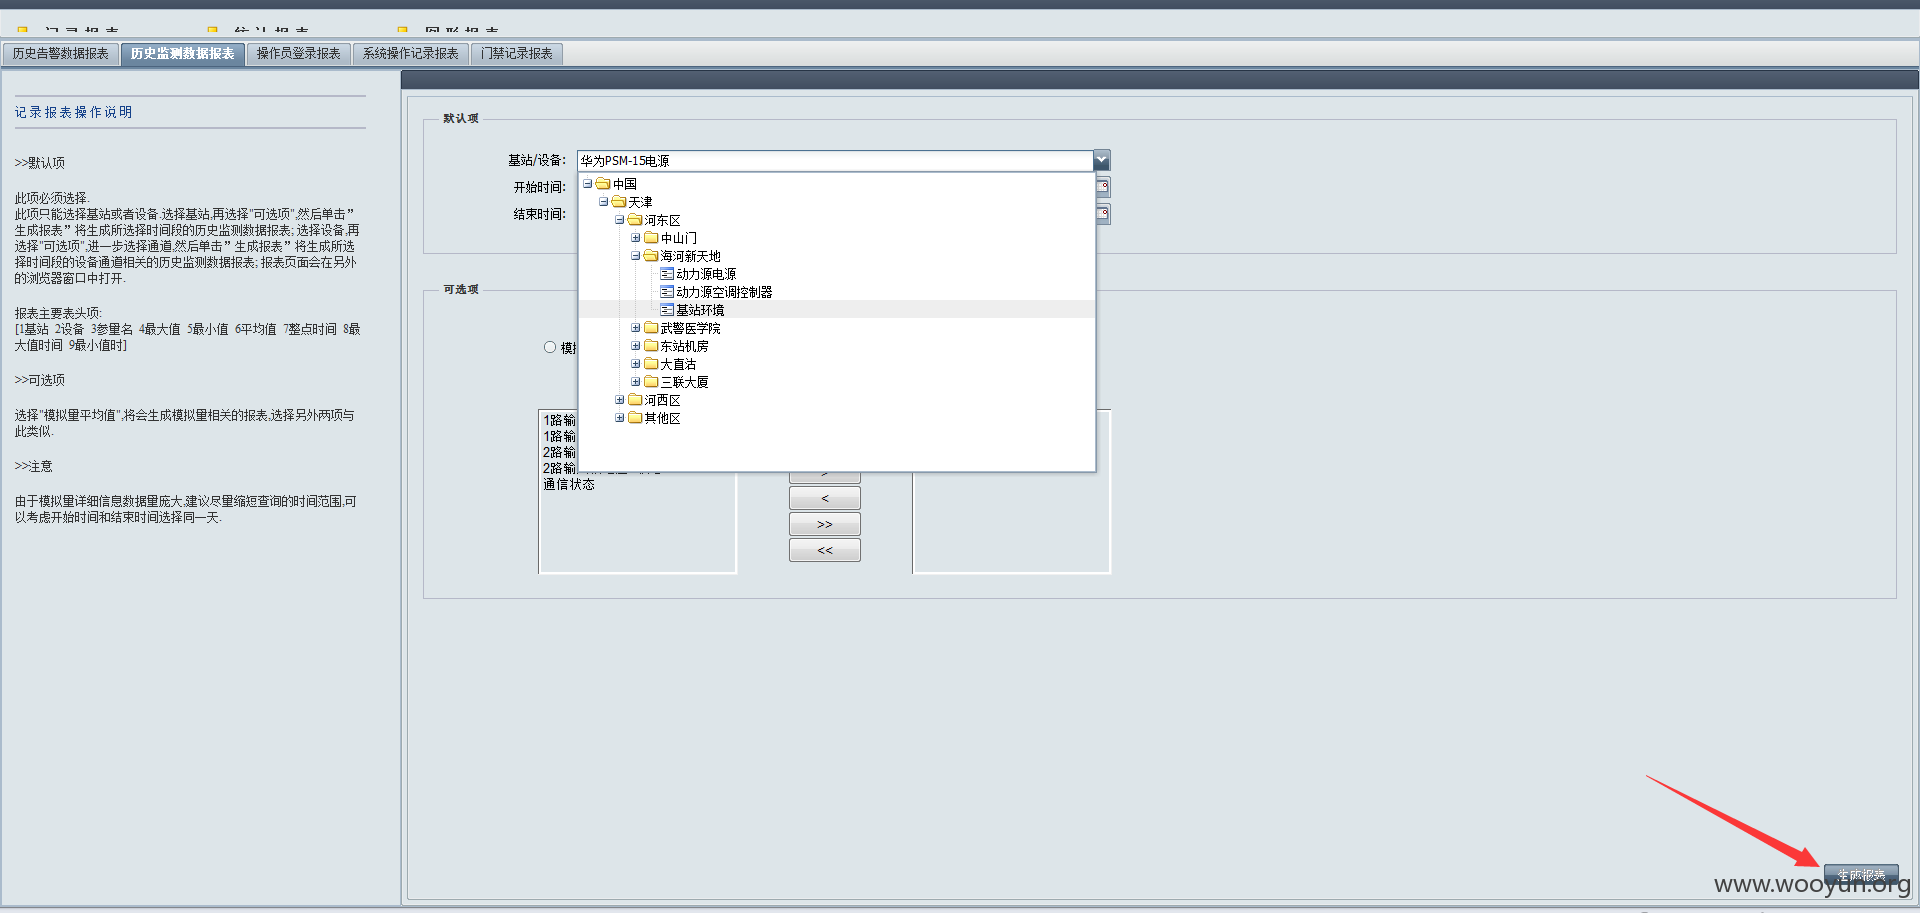 记录报表 统计报表 图形报表
历史告警数据报表 历史监测数据报表 操作员登录报表 系统操作记录报表 门禁记录报表
记录报表操作说明
>>默认项
此项必须选择.
此项只能选择基站或者设备.选择基站,再选择"可选项",然后单击”
生成报表” 将生成所选择时间段的历史监测数据报表; 选择设备,再
选择"可选项",进一步选择通道,然后单击” 生成报表” 将生成所选
择时间段的设备通道相关的历史监测数据报表; 报表页面会在另外
的浏览器窗口中打开.
报表主要表头项:
[1基站 2设备 3参量名 4最大值 5最小值 6平均值 7整点时间 8最
大值时间 9最小值时]
>>可选项
选择"模拟量平均值",将会生成模拟量相关的报表,选择另外两项与
此类似.
>>注意
由于模拟量详细信息数据量庞大,建议尽量缩短查询的时间范围,可
以考虑开始时间和结束时间选择同一天.
默认项
基站/设备: 华为PSM-15电源
开始时间:
结束时间:
中国
天津
河东区
中山门
海河新天地
动力源电源
动力源空调控制器
基站环境
武警医学院
东站机房
大直沽
三联大厦
河西区
其他区
可选项
模拟
1路输
1路输
2路输
2路输
通信状态
>
<
>>
<<
生成报表
www.wooyun.org